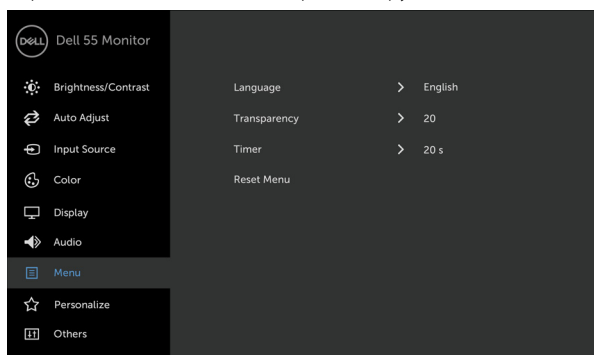 DELL Dell 55 Monitor
Brightness/Contrast
Language > English
Auto Adjust
Transparency > 20
Input Source
Timer > 20 s
Color
Reset Menu
Display
Audio
Menu
Personalize
Others